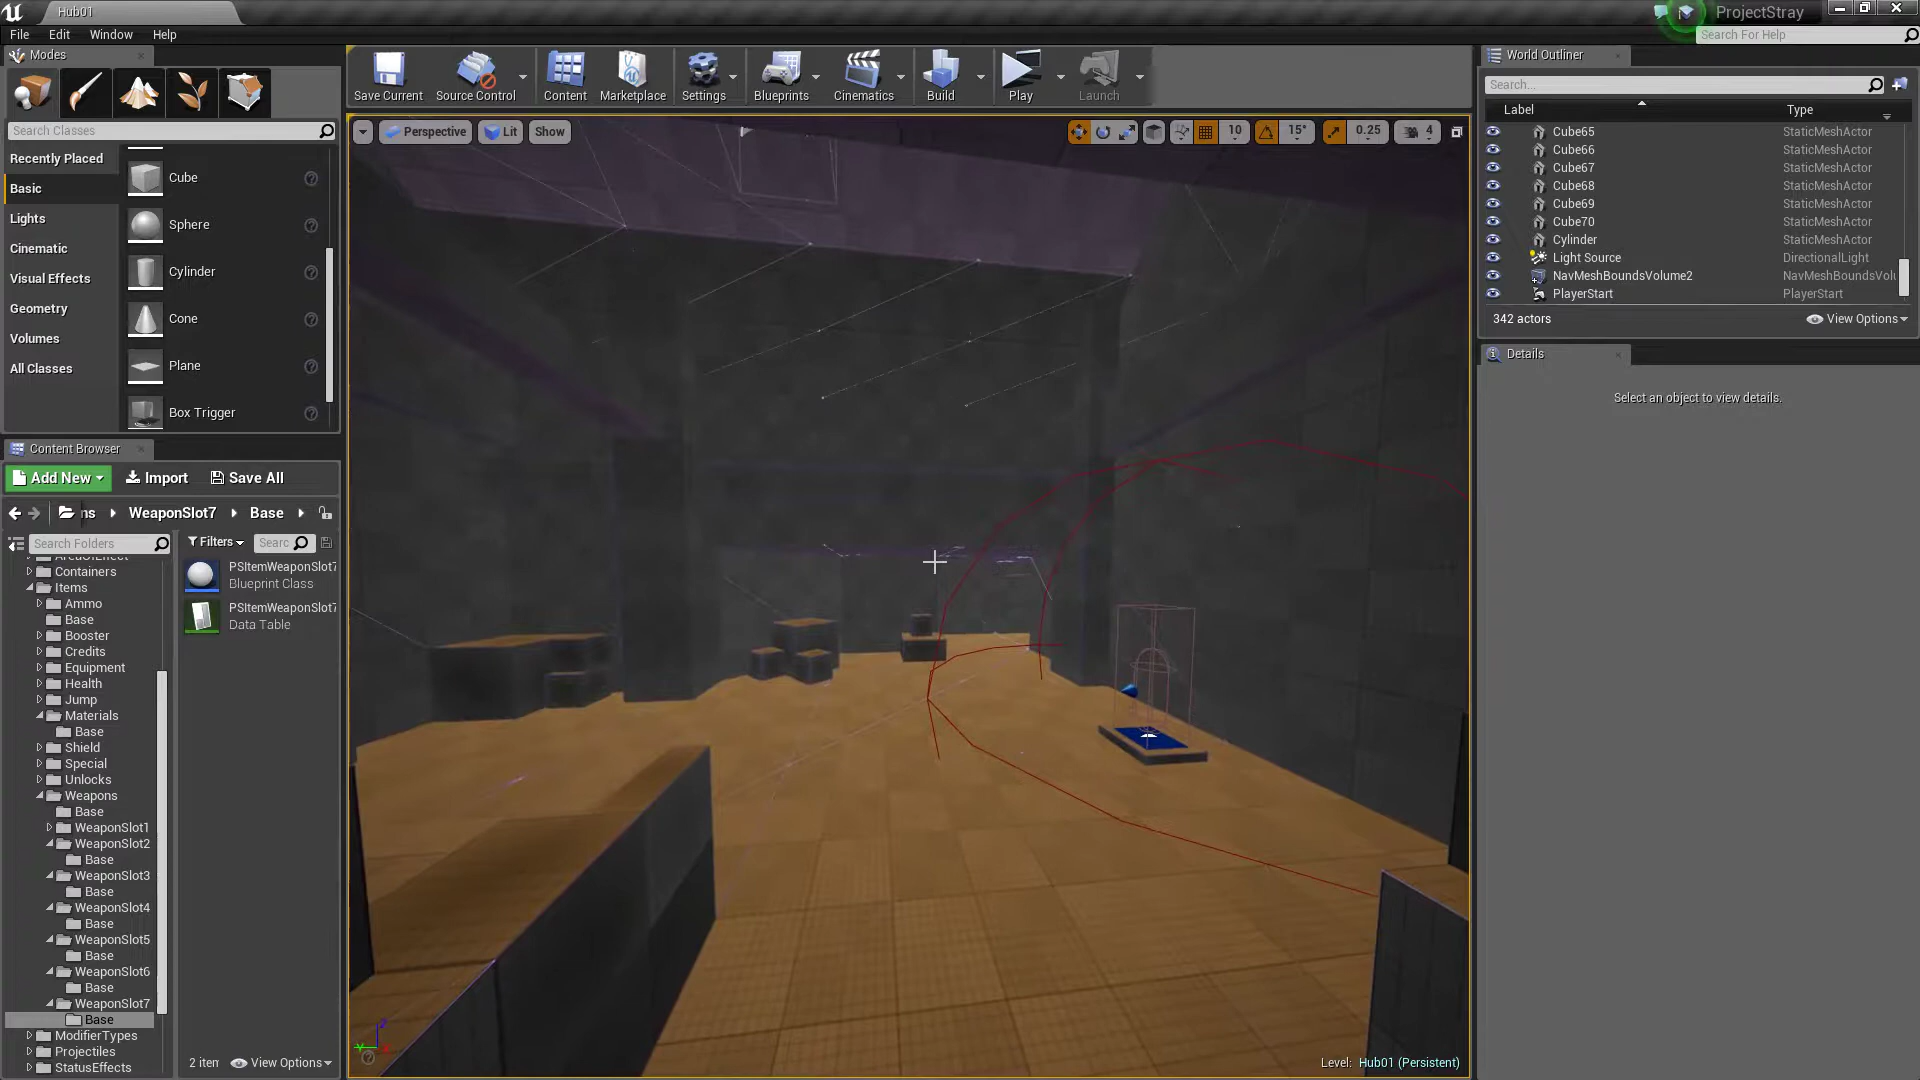 Hub01
ProjectStray
File Edit Window Help
Search For Help
Modes
Search Classes
Recently Placed
Basic
Lights
Cinematic
Visual Effects
Geometry
Volumes
All Classes
Cube
Sphere
Cylinder
Cone
Plane
Box Trigger
Save Current
Source Control
Content
Marketplace
Settings
Blueprints
Cinematics
Build
Play
Launch
Perspective
Lit
Show
10
15°
0.25
4
World Outliner
Search...
Label Type
Cube65 StaticMeshActor
Cube66 StaticMeshActor
Cube67 StaticMeshActor
Cube68 StaticMeshActor
Cube69 StaticMeshActor
Cube70 StaticMeshActor
Cylinder StaticMeshActor
Light Source DirectionalLight
NavMeshBoundsVolume2 NavMeshBoundsVolu
PlayerStart PlayerStart
342 actors
View Options
Details
Select an object to view details.
Content Browser
Add New
Import
Save All
ns WeaponSlot7 Base
Search Folders
Filters
Searc
Containers
Items
Ammo
Base
Booster
Credits
Equipment
Health
Jump
Materials
Base
Shield
Special
Unlocks
Weapons
Base
WeaponSlot1
WeaponSlot2
Base
WeaponSlot3
Base
WeaponSlot4
Base
WeaponSlot5
Base
WeaponSlot6
Base
WeaponSlot7
Base
ModifierTypes
Projectiles
StatusEffects
PSItemWeaponSlot7
Blueprint Class
PSItemWeaponSlot7
Data Table
2 iten
View Options
Level: Hub01 (Persistent)